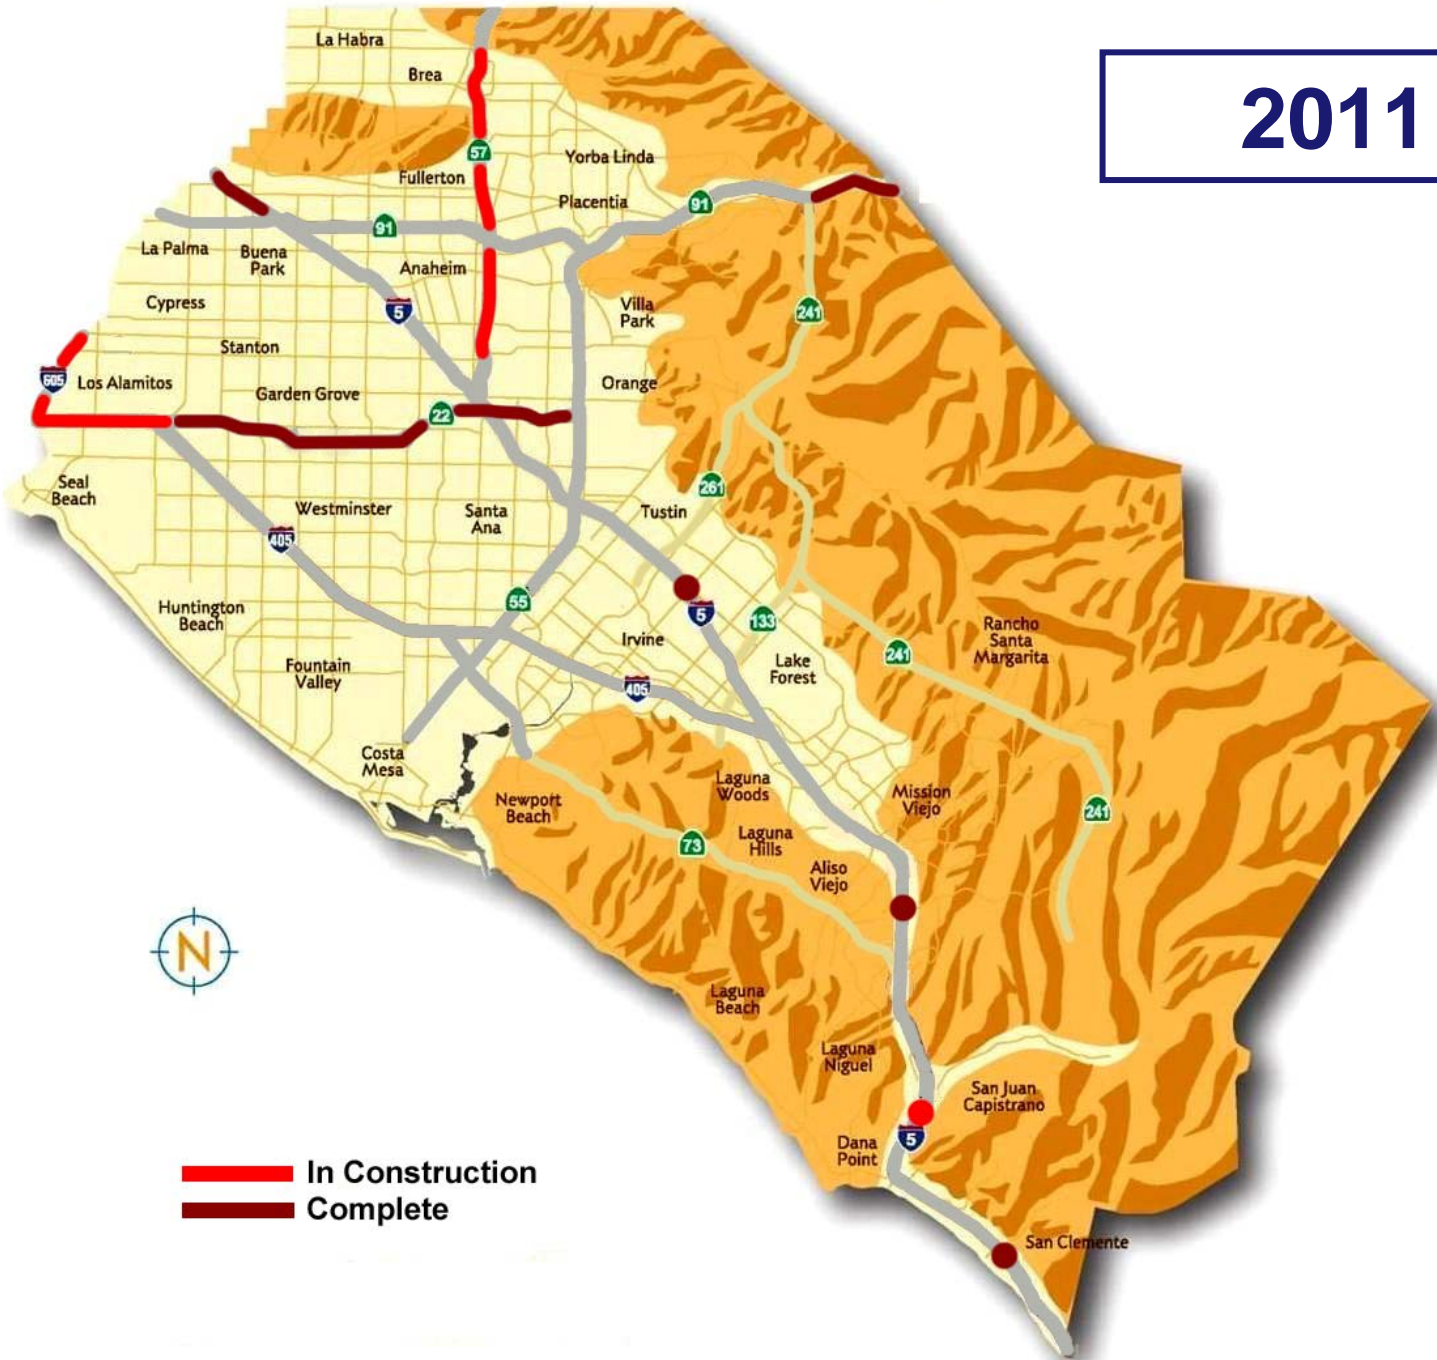 2011
La Habra
Brea
57
Yorba Linda
Fullerton
Placentia
91
91
La Palma
Buena
Park
Anaheim
Cypress
5
Villa
Park
241
Stanton
605
Los Alamitos
Garden Grove
Orange
22
Seal
Beach
261
Westminster
Santa
Ana
Tustin
405
55
Huntington
Beach
5
133
Irvine
Rancho
Santa
Margarita
241
Fountain
Valley
Lake
Forest
405
Costa
Mesa
Laguna
Woods
Newport
Beach
Mission
Viejo
241
73
Laguna
Hills
Aliso
Viejo
N
Laguna
Beach
Laguna
Niguel
San Juan
Capistrano
5
Dana
Point
In Construction
Complete
San Clemente